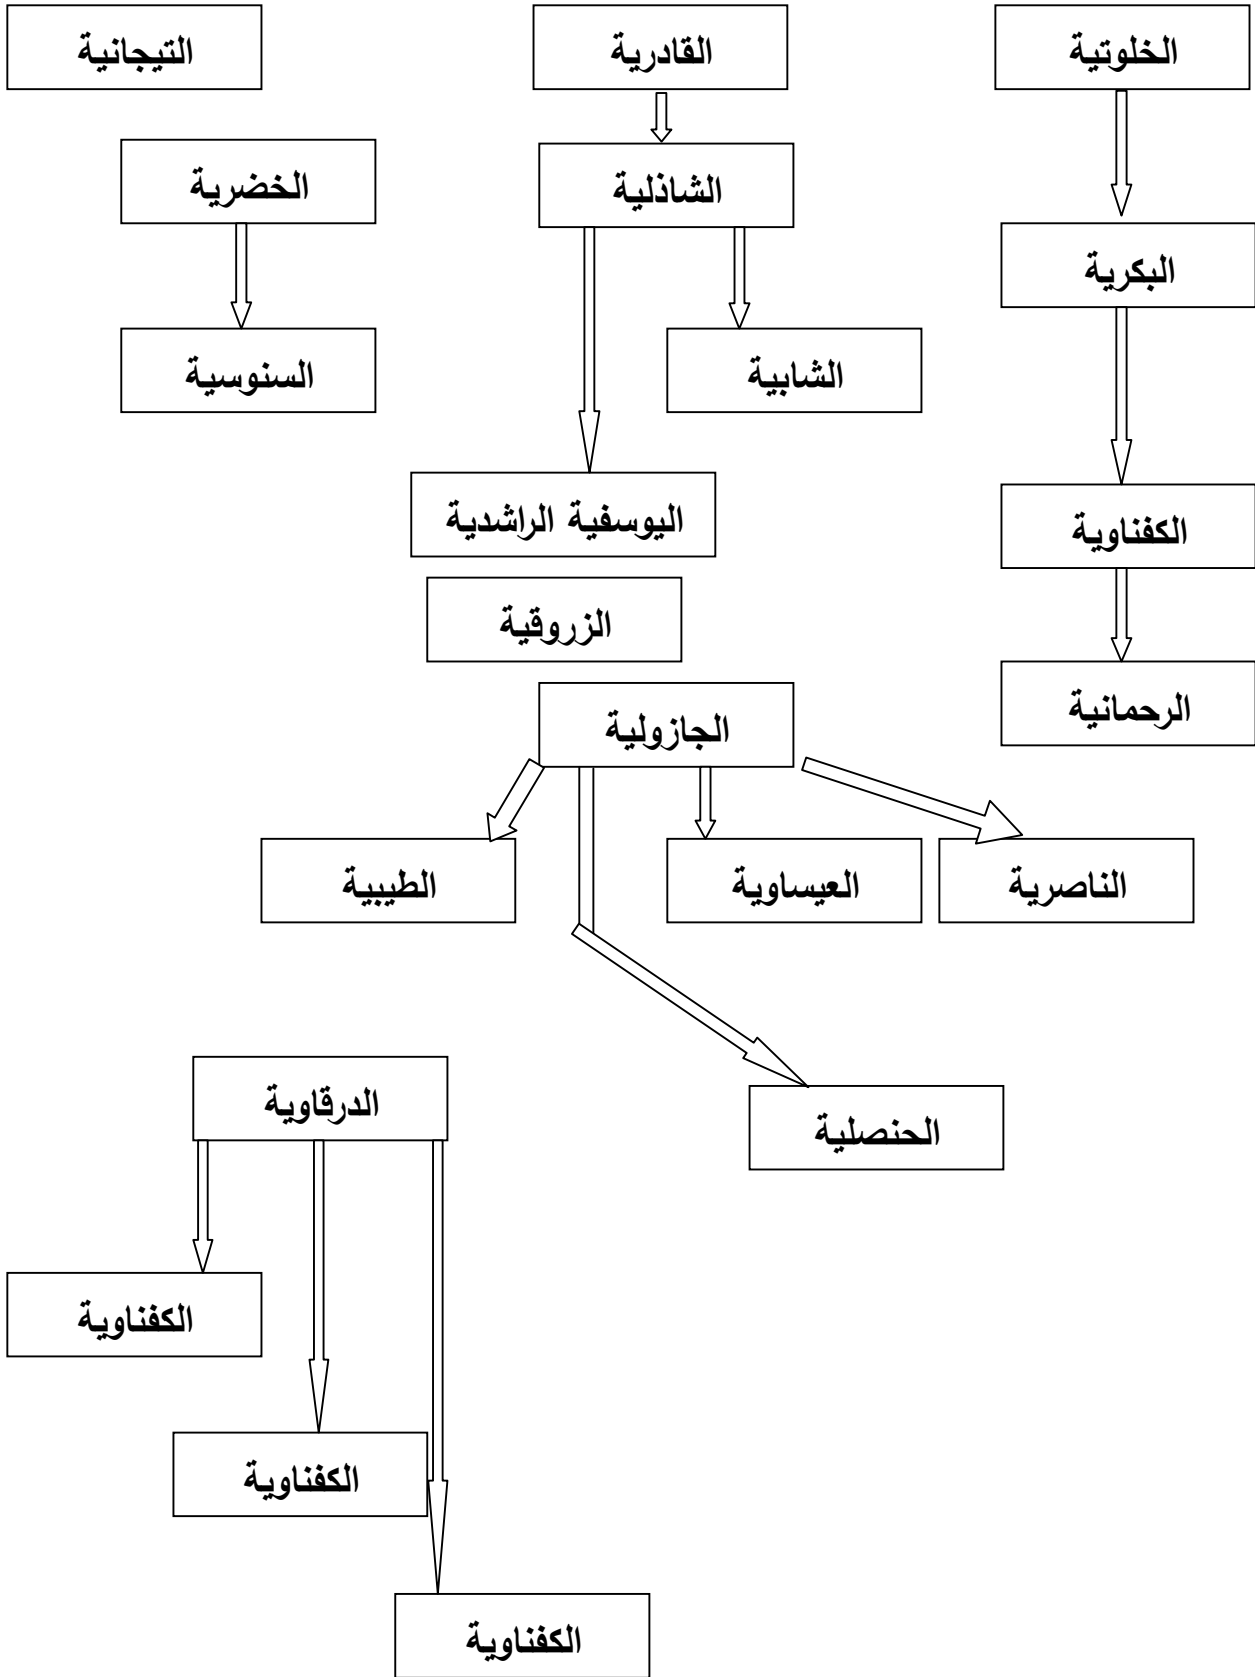 الخلوتية
القادرية
التيجانية
الخضرية
الشاذلية
البكرية
السنوسية
الشابية
اليوسفية الراشدية
الكفناوية
الزروقية
الرحمانية
الجازولية
الناصرية
العيساوية
الطيبية
الدرقاوية
الحنصلية
الكفناوية
الكفناوية
الكفناوية